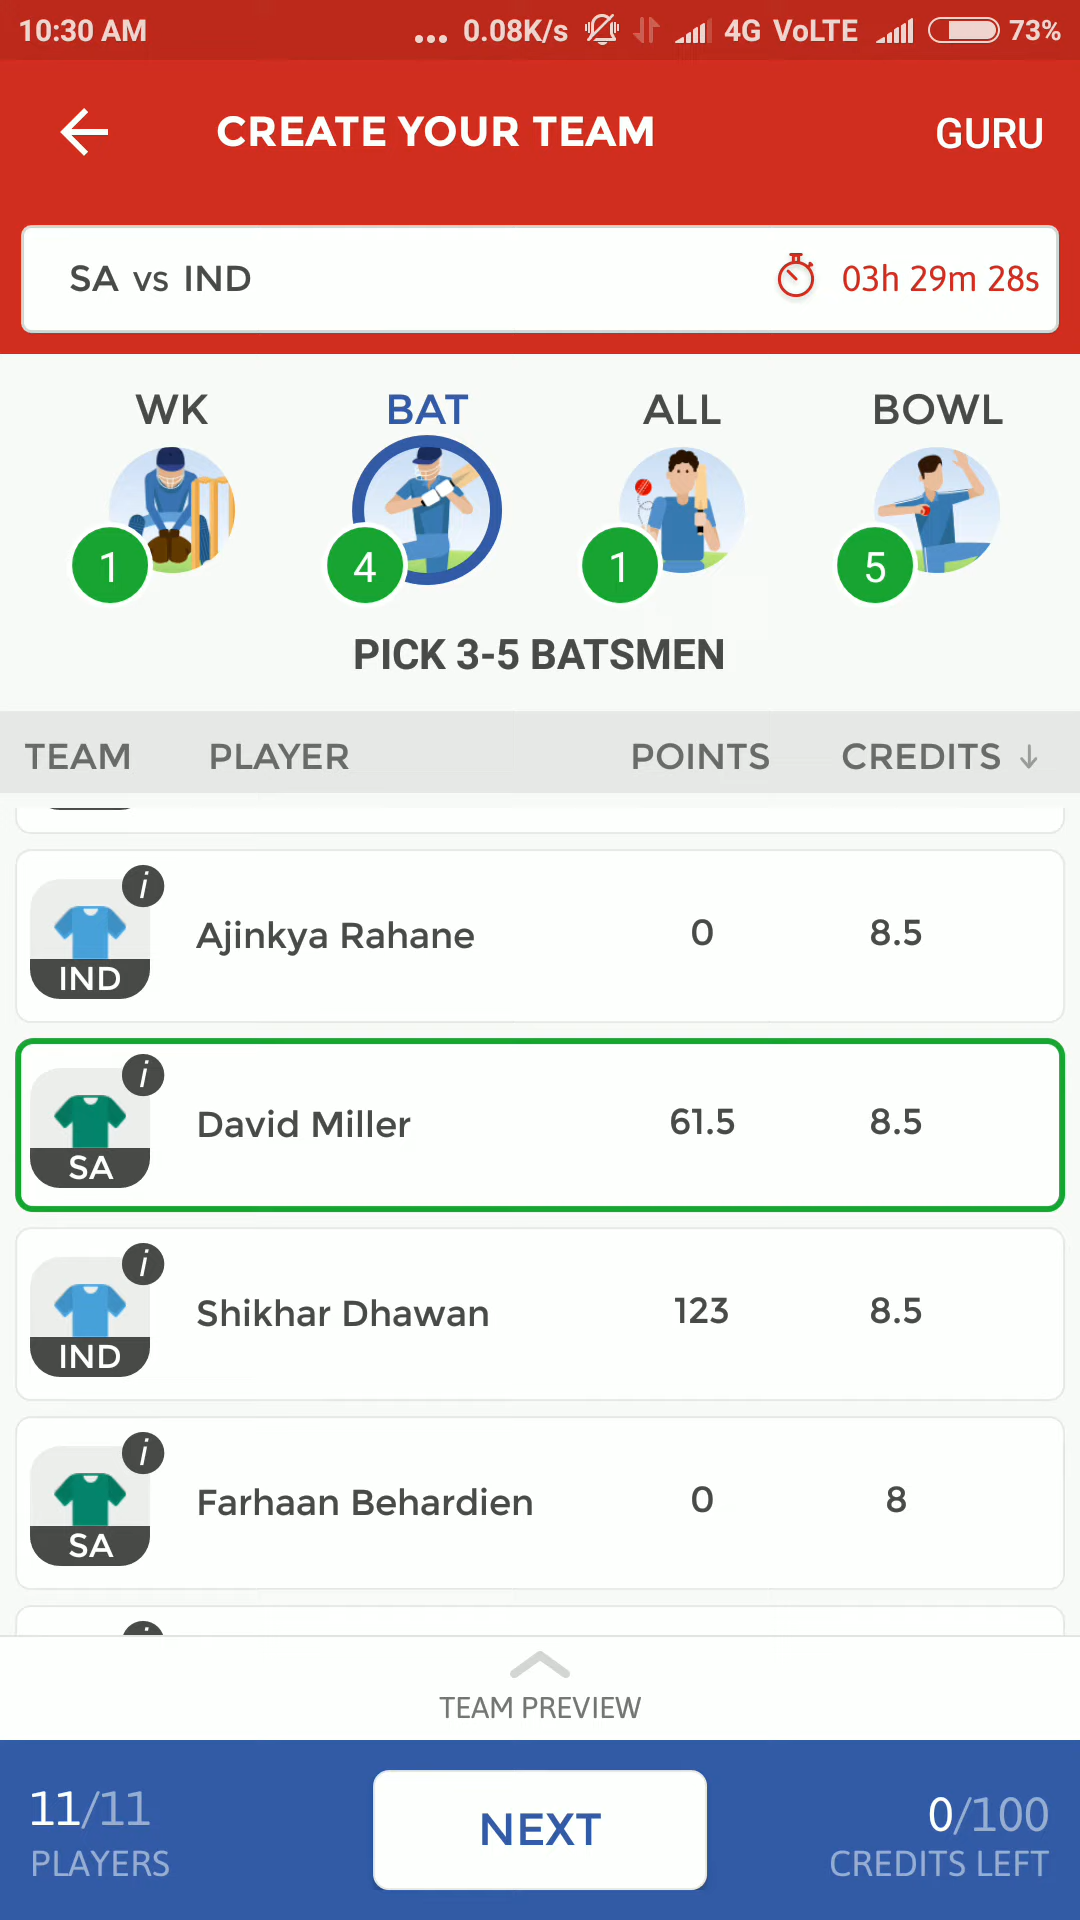 10:30 AM ... 0.08K/s 4G VoLTE 73%
CREATE YOUR TEAM GURU
SA vs IND 03h 29m 28s
WK BAT ALL BOWL
1 4 1 5
PICK 3-5 BATSMEN
TEAM PLAYER POINTS CREDITS ↓
i
IND Ajinkya Rahane 0 8.5
i
SA David Miller 61.5 8.5
i
IND Shikhar Dhawan 123 8.5
i
SA Farhaan Behardien 0 8
TEAM PREVIEW
11/11 NEXT 0/100
PLAYERS CREDITS LEFT